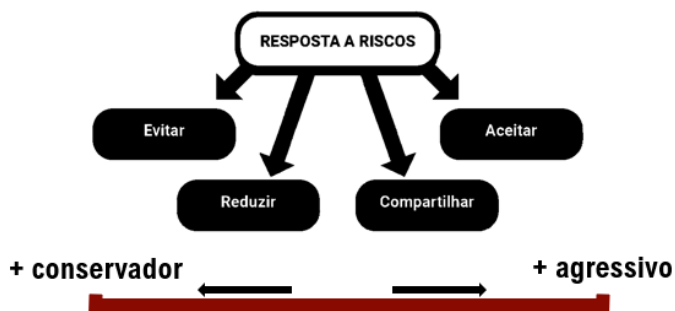 RESPOSTA A RISCOS
Evitar
Aceitar
Reduzir
Compartilhar
+ conservador
+ agressivo